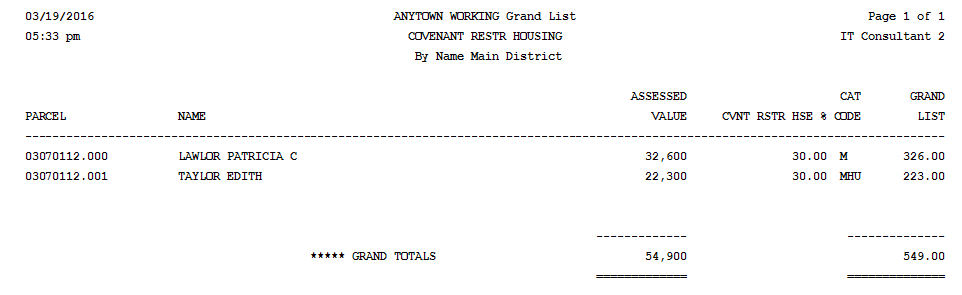 03/19/2016 ANYTOWN WORKING Grand List Page 1 of 1
05:33 pm COVENANT RESTR HOUSING IT Consultant 2
By Name Main District
ASSESSED CAT GRAND
PARCEL NAME VALUE CVNT RSTR HSE % CODE LIST
03070112.000 LAWLOR PATRICIA C 32,600 30.00 M 326.00
03070112.001 TAYLOR EDITH 22,300 30.00 MHU 223.00
***** GRAND TOTALS 54,900 549.00